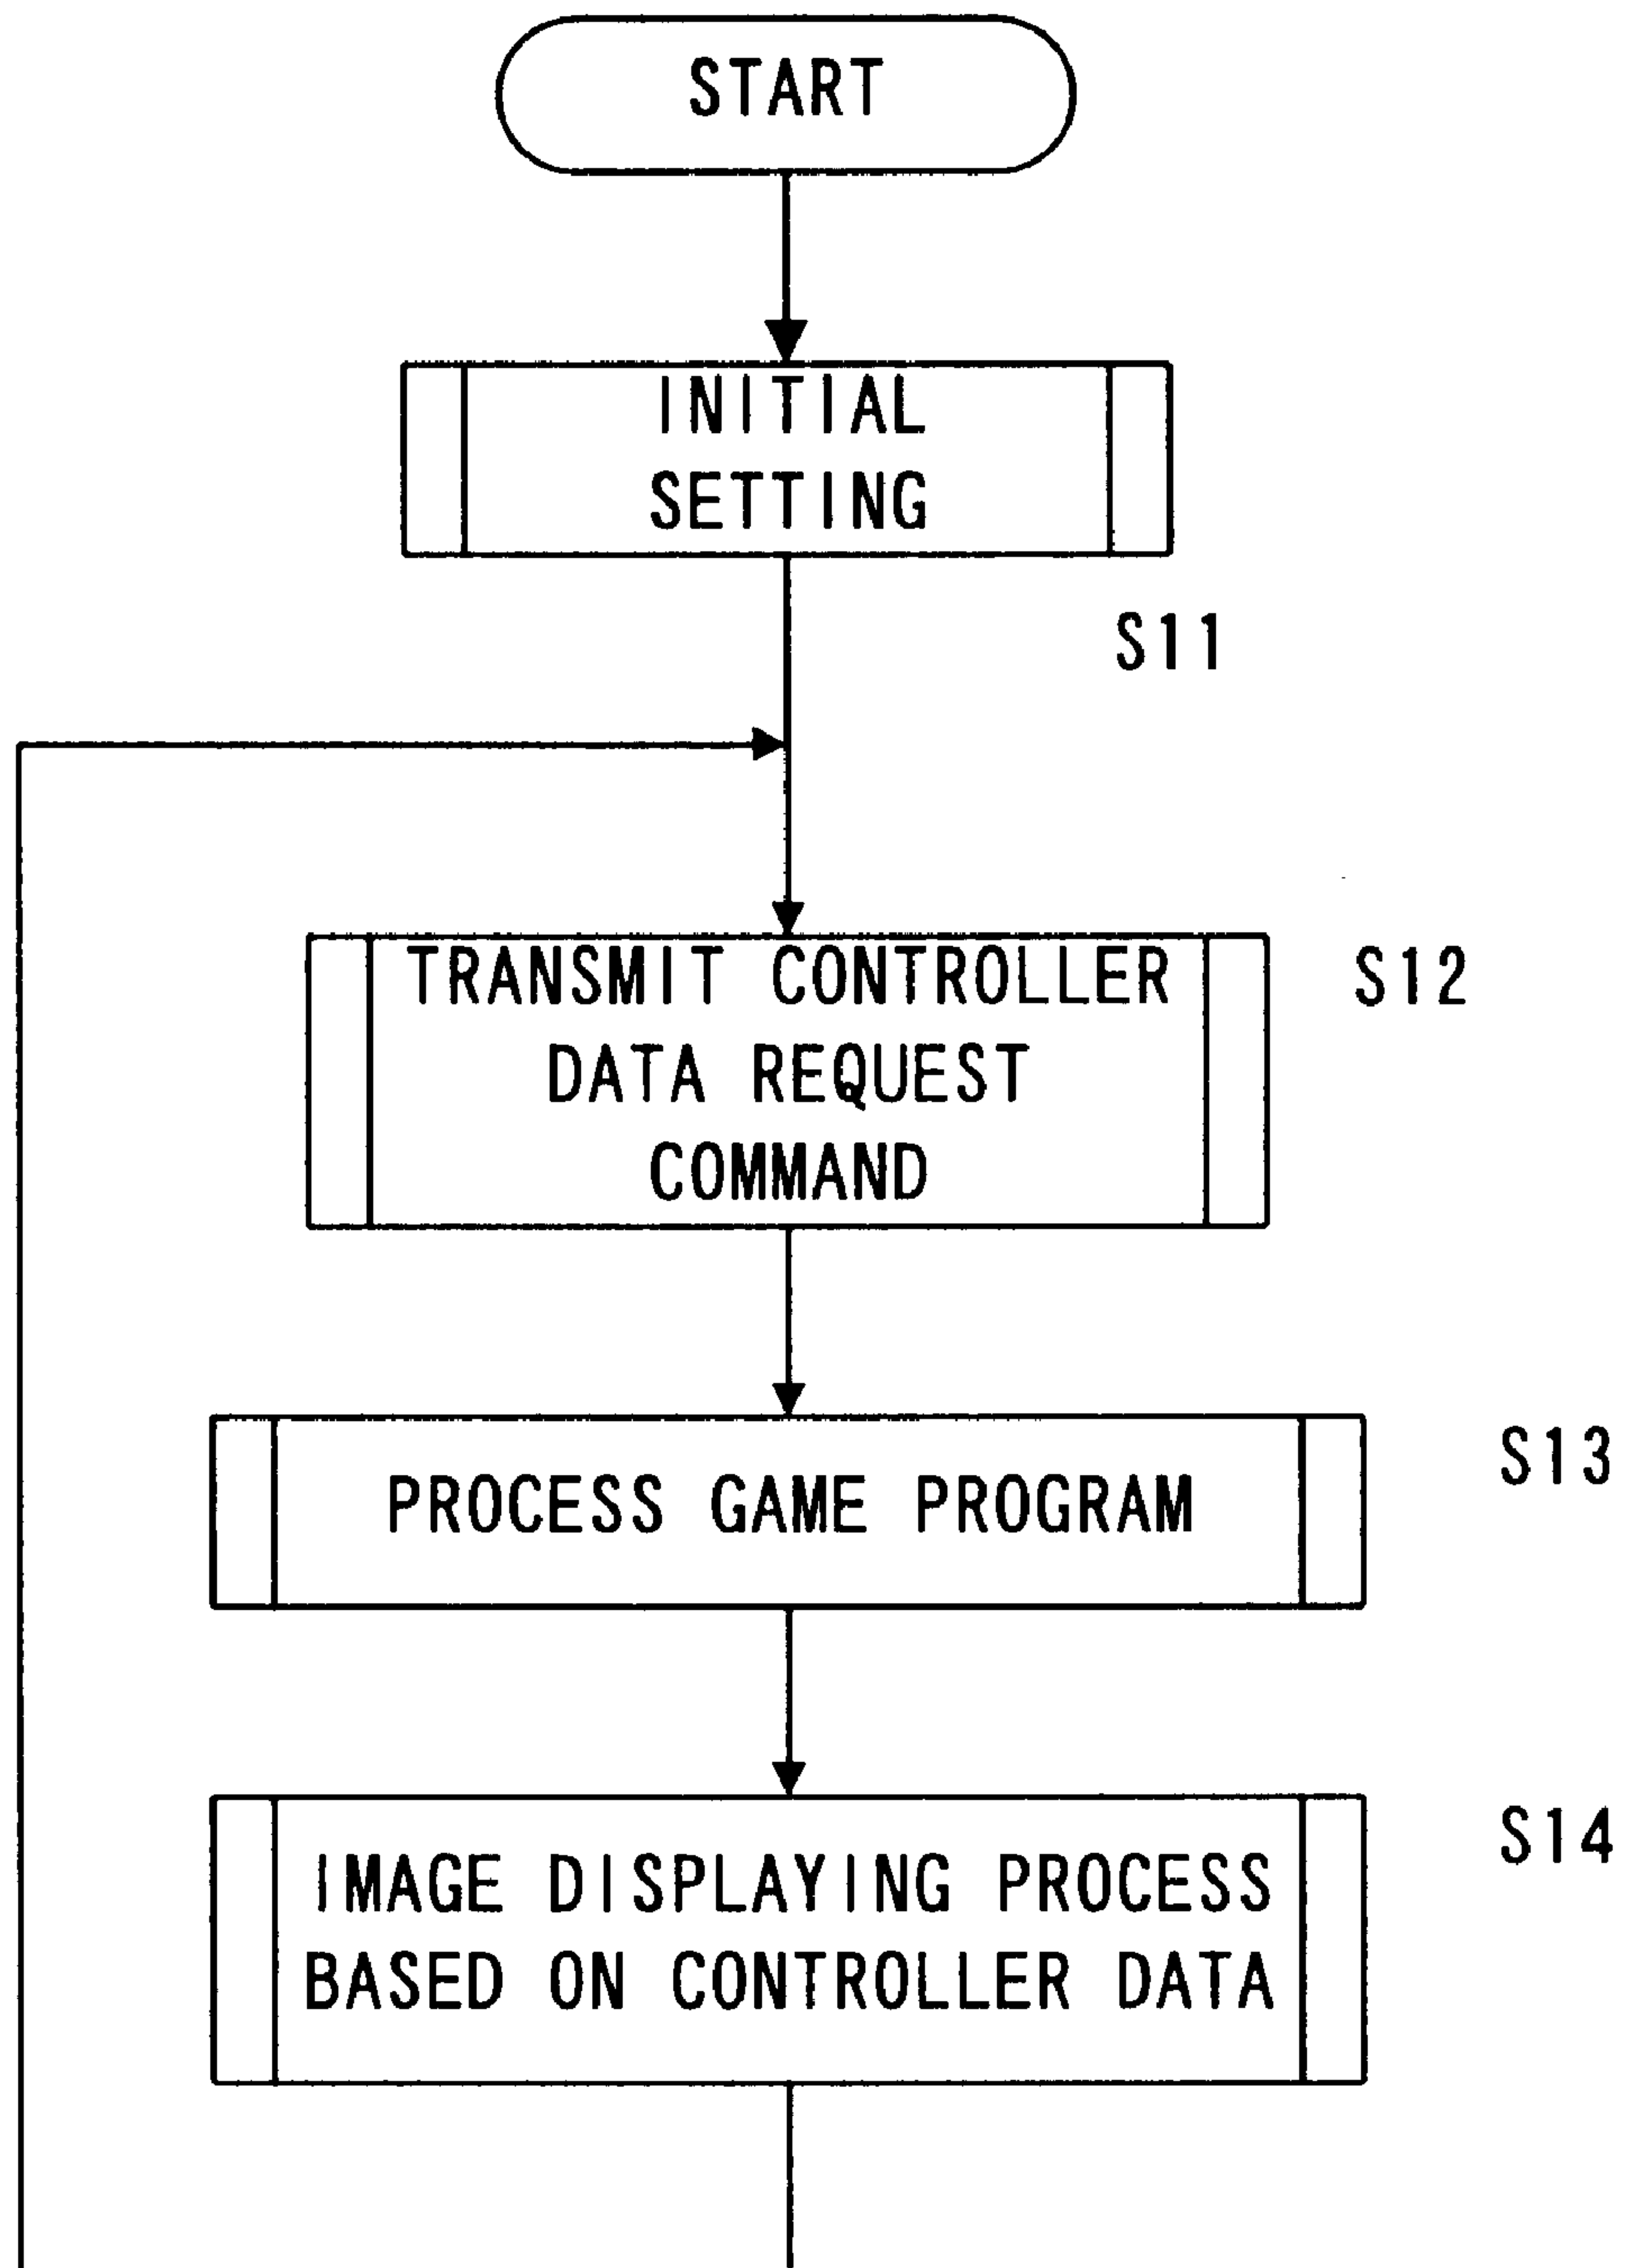 START
INITIAL
SETTING
S11
TRANSMIT CONTROLLER
DATA REQUEST
COMMAND
S12
PROCESS GAME PROGRAM
S13
IMAGE DISPLAYING PROCESS
BASED ON CONTROLLER DATA
S14